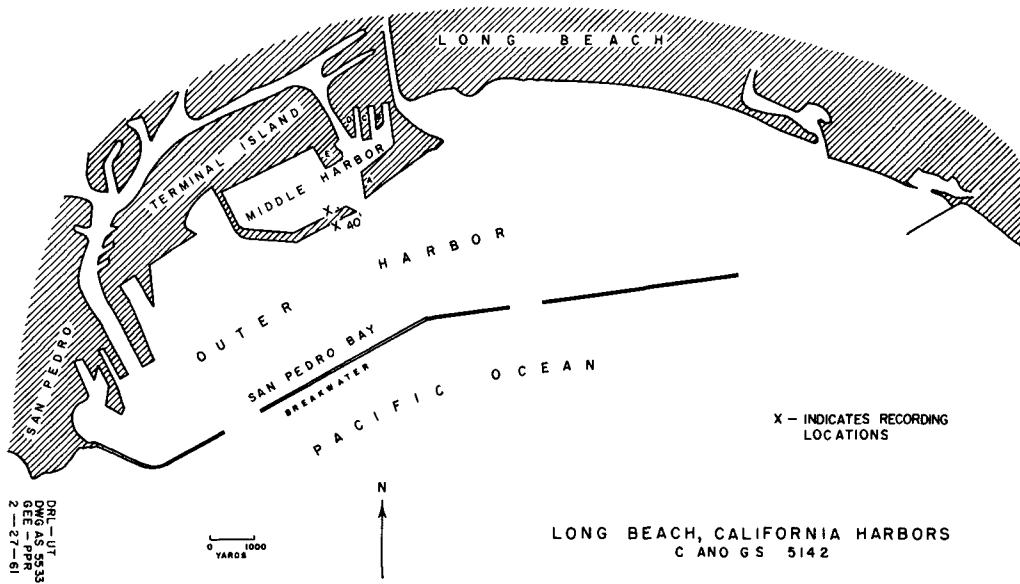 LONG BEACH
TERMINAL ISLAND
D
C
B
E
A
MIDDLE HARBOR
X
X 40'
OUTER HARBOR
SAN PEDRO
SAN PEDRO BAY
BREAKWATER
PACIFIC OCEAN
X – INDICATES RECORDING
LOCATIONS
N
0 1000
YARDS
DRL – UT
DWG AS 5533
GEE – PPR
2 – 27 – 61
LONG BEACH, CALIFORNIA HARBORS
C AND G S 5142